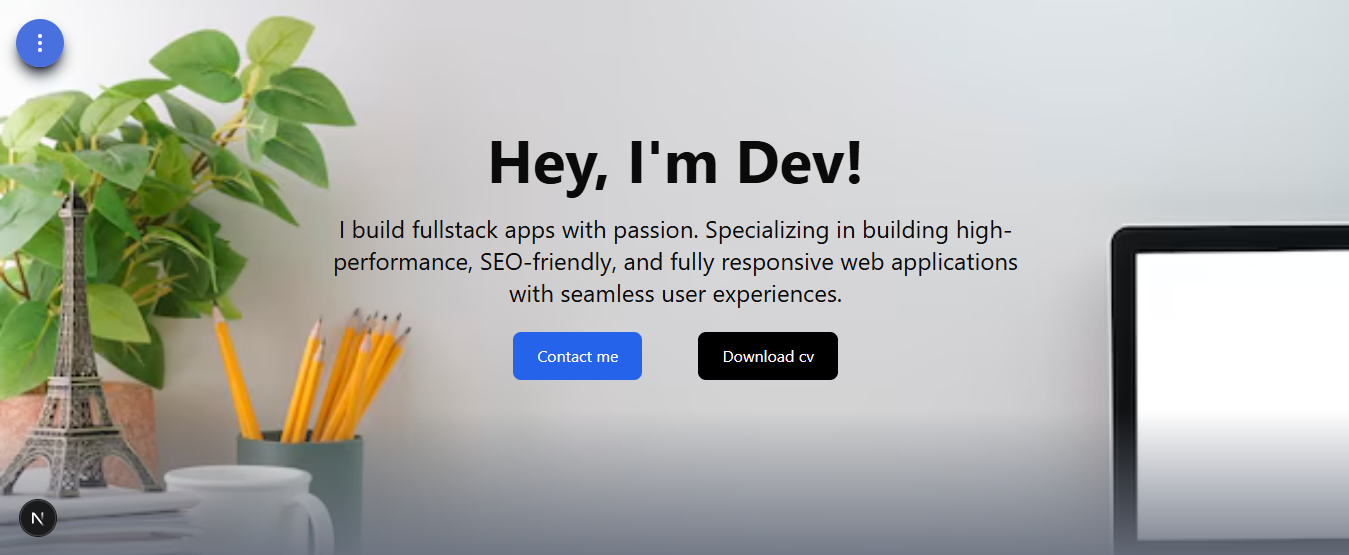 Hey, I'm Dev!
I build fullstack apps with passion. Specializing in building high-
performance, SEO-friendly, and fully responsive web applications
with seamless user experiences.
Contact me
Download cv
N